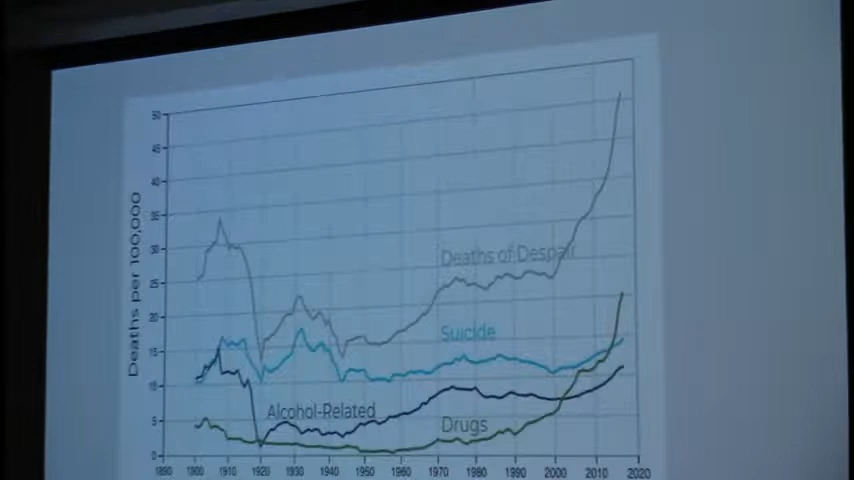 50
45
40
35
30
25
20
15
10
5
0
Deaths per 100,000
Deaths of Despair
Suicide
Alcohol-Related
Drugs
1890 1900 1910 1920 1930 1940 1950 1960 1970 1980 1990 2000 2010 2020